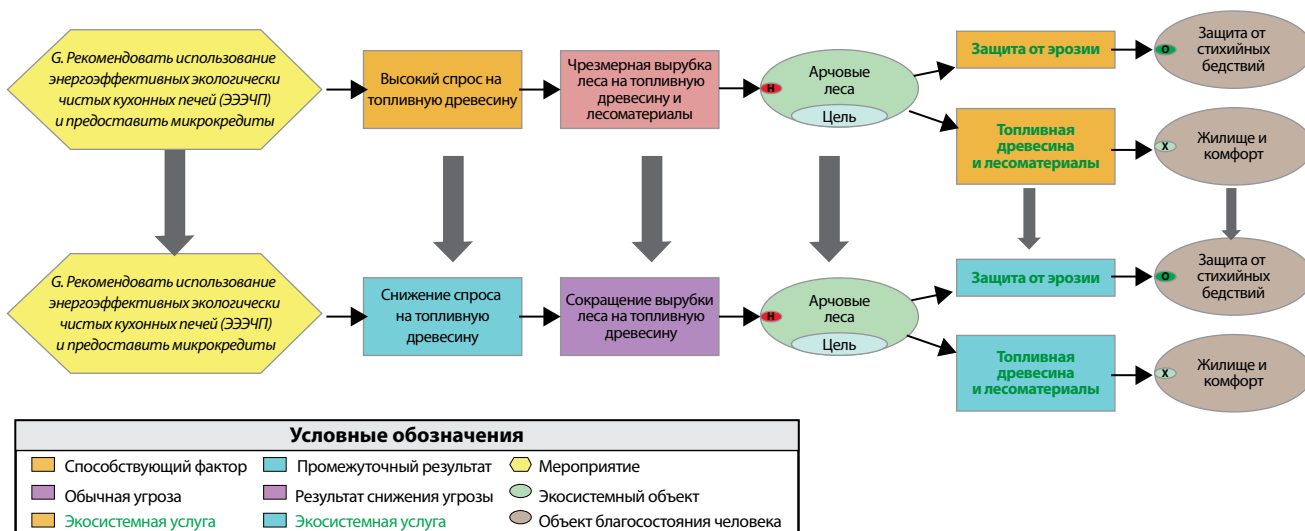 G. Рекомендовать использование
энергоэффективных экологически
чистых кухонных печей (ЭЭЭЧП)
и предоставить микрокредиты
Высокий спрос на
топливную древесину
Чрезмерная вырубка
леса на топливную
древесину и
лесоматериалы
Н
Арчовые
леса
Цель
Защита от эрозии
Топливная
древесина
и лесоматериалы
О
Защита от
стихийных
бедствий
Х
Жилище и
комфорт
G. Рекомендовать использование
энергоэффективных экологически
чистых кухонных печей (ЭЭЭЧП)
и предоставить микрокредиты
Снижение спроса
на топливную
древесину
Сокращение вырубки
леса на топливную
древесину
Н
Арчовые
леса
Цель
Защита от эрозии
Топливная
древесина
и лесоматериалы
О
Защита от
стихийных
бедствий
Х
Жилище и
комфорт
Условные обозначения
Способствующий фактор
Промежуточный результат
Мероприятие
Обычная угроза
Результат снижения угрозы
Экосистемный объект
Экосистемная услуга
Экосистемная услуга
Объект благосостояния человека